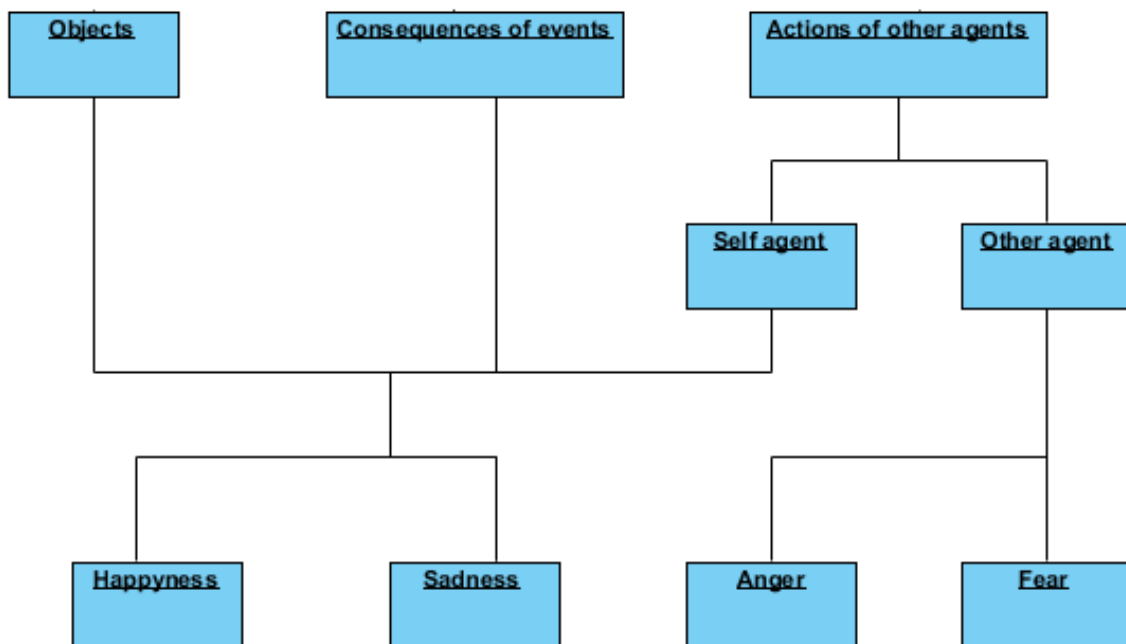 Objects
Consequences of events
Actions of other agents
Self agent
Other agent
Happyness
Sadness
Anger
Fear